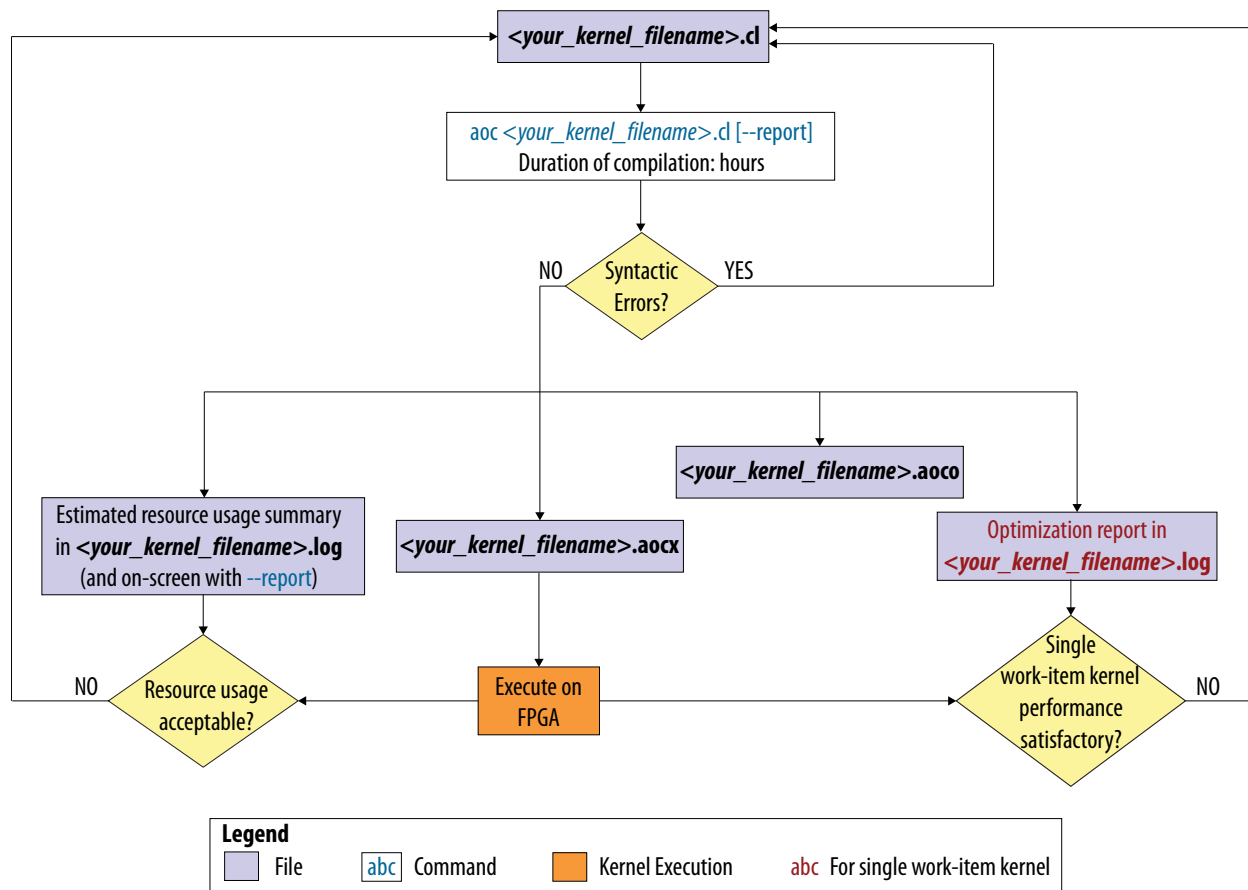 <your_kernel_filename>.cl
aoc <your_kernel_filename>.cl [--report]
Duration of compilation: hours
NO
Syntactic
Errors?
YES
<your_kernel_filename>.aoco
Estimated resource usage summary
in <your_kernel_filename>.log
(and on-screen with --report)
<your_kernel_filename>.aocx
Optimization report in
<your_kernel_filename>.log
NO
Resource usage
acceptable?
Execute on
FPGA
Single
work-item kernel
performance
satisfactory?
NO
Legend
File
abc Command
Kernel Execution
abc For single work-item kernel